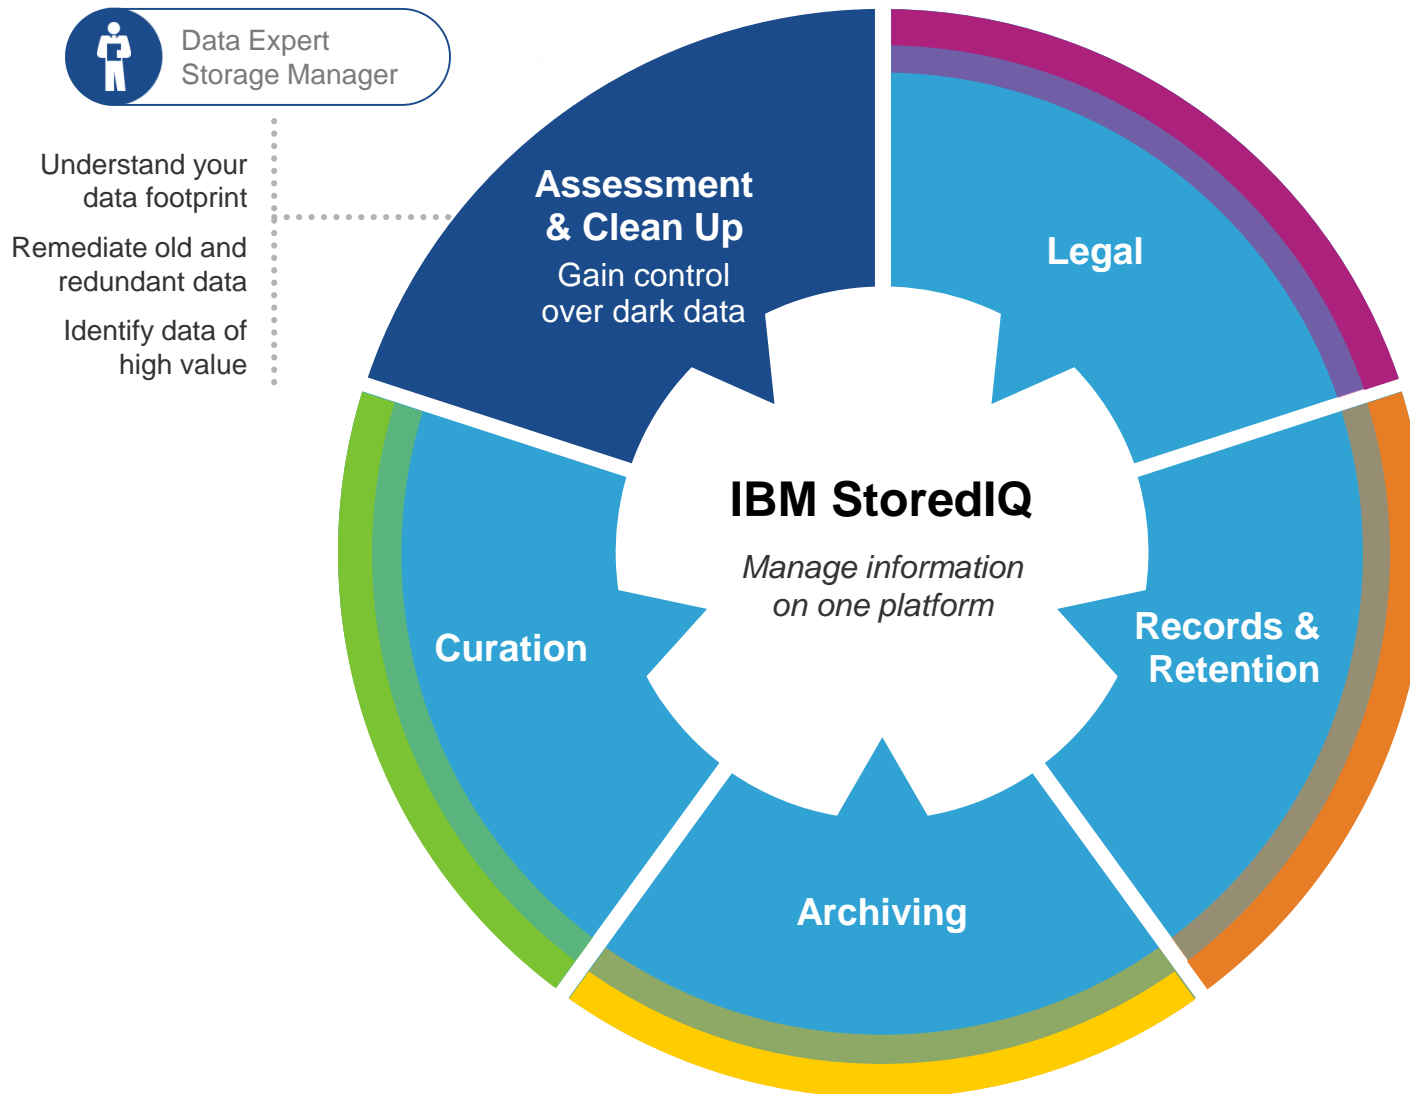 Data Expert
Storage Manager
Understand your
data footprint
Remediate old and
redundant data
Identify data of
high value
Assessment
& Clean Up
Gain control
over dark data
Legal
IBM StoredIQ
Manage information
on one platform
Records &
Retention
Curation
Archiving